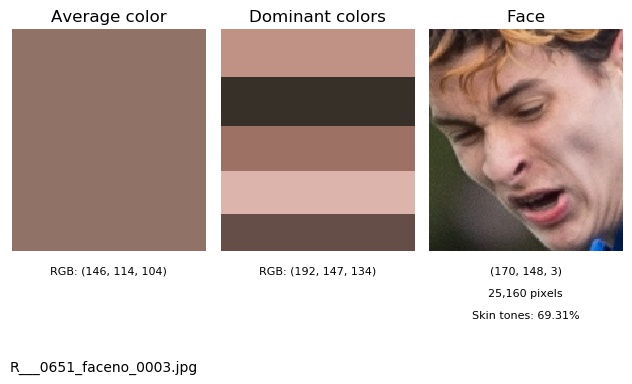 Average color
Dominant colors
Face
RGB: (146, 114, 104)
RGB: (192, 147, 134)
(170, 148, 3)
25,160 pixels
Skin tones: 69.31%
R___0651_faceno_0003.jpg